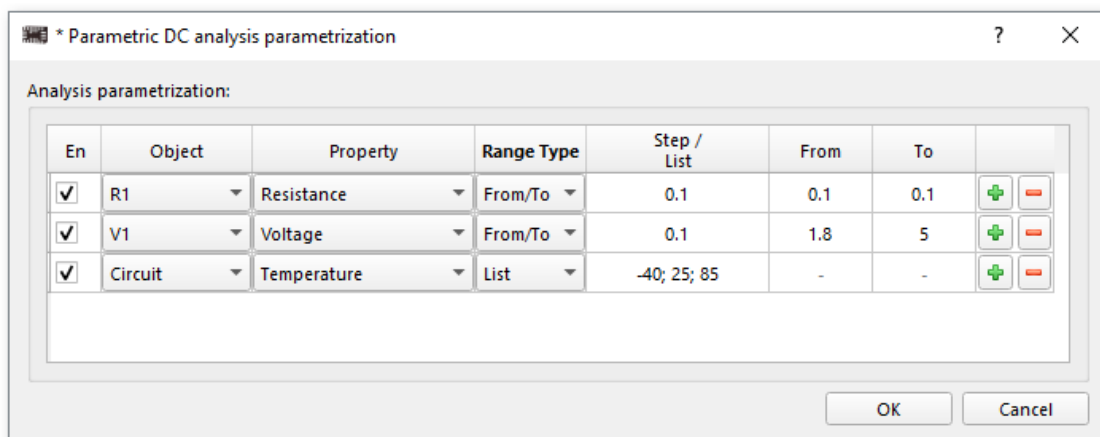 * Parametric DC analysis parametrization ?
Analysis parametrization:
En Object Property Range Type Step / List From To
R1 Resistance From/To 0.1 0.1 0.1
V1 Voltage From/To 0.1 1.8 5
Circuit Temperature List -40; 25; 85 - -
OK Cancel